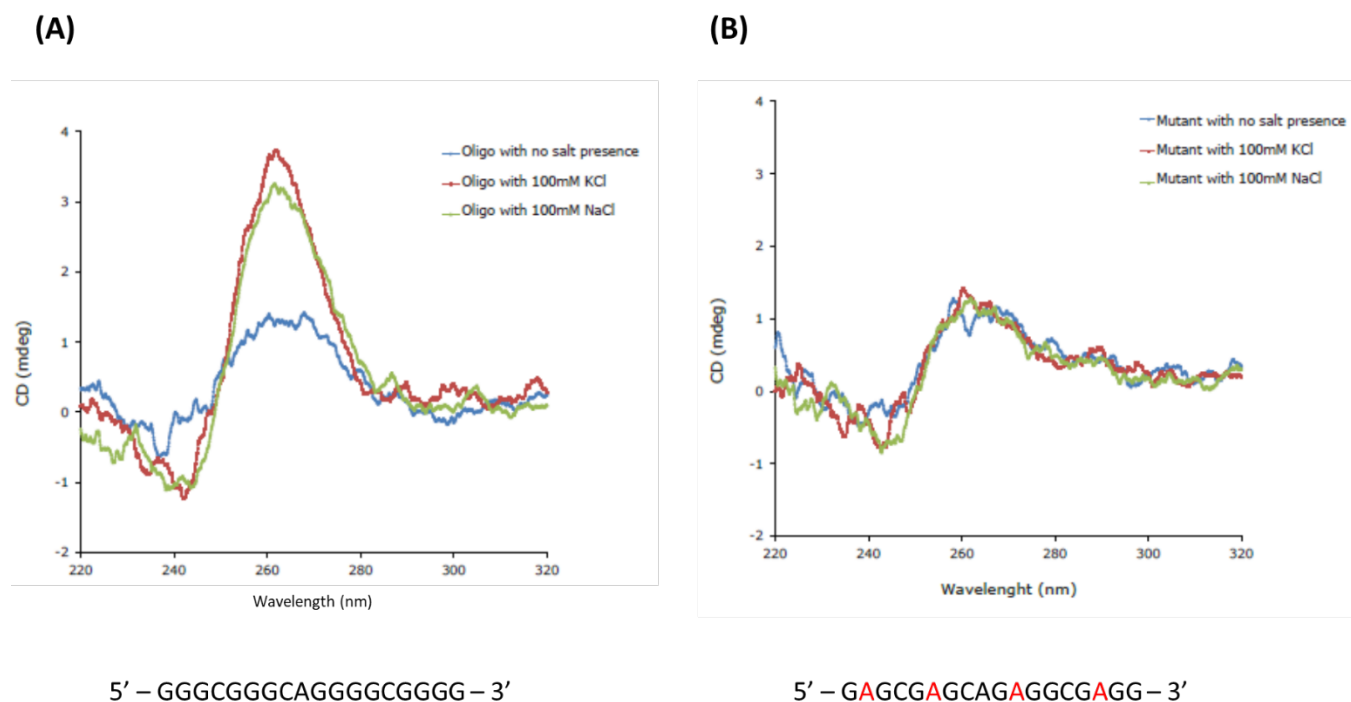 (A)
(B)
4
3
2
1
0
-1
-2
220
240
260
280
300
320
CD (mdeg)
Wavelength (nm)
Oligo with no salt presence
Oligo with 100mM KCl
Oligo with 100mM NaCl
4
3
2
1
0
-1
-2
220
240
260
280
300
320
CD (mdeg)
Wavelenght (nm)
Mutant with no salt presence
Mutant with 100mM KCl
Mutant with 100mM NaCl
5’ – GGGCGGGCAGGGGCGGGG – 3’
5’ – GAGCGAGCAGAGGCGAGG – 3’